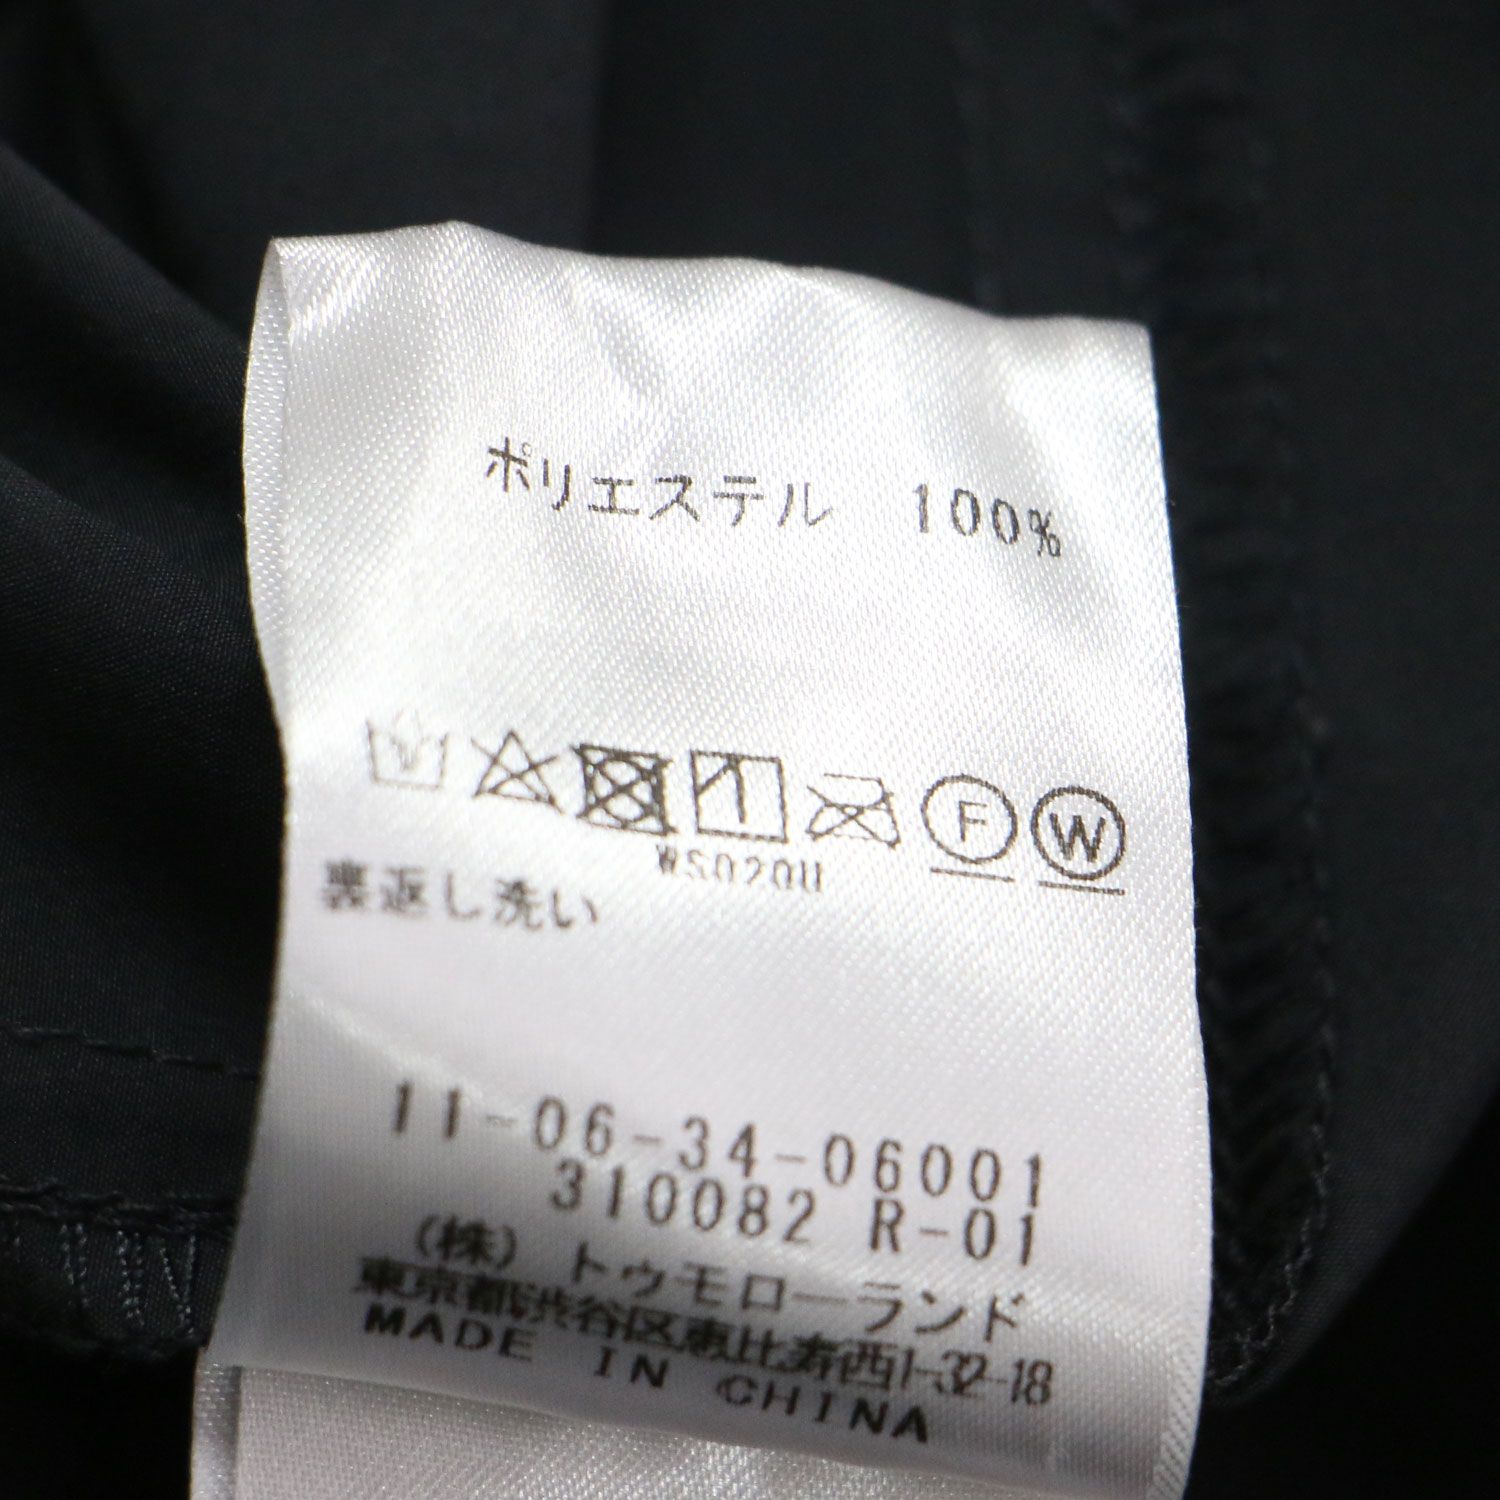 ポリエステル 100%
F W
WS020U
裏返し洗い
11-06-34-06001
310082 R-01
(株)トゥモローランド
東京都渋谷区恵比寿西1-32-18
MADE IN CHINA